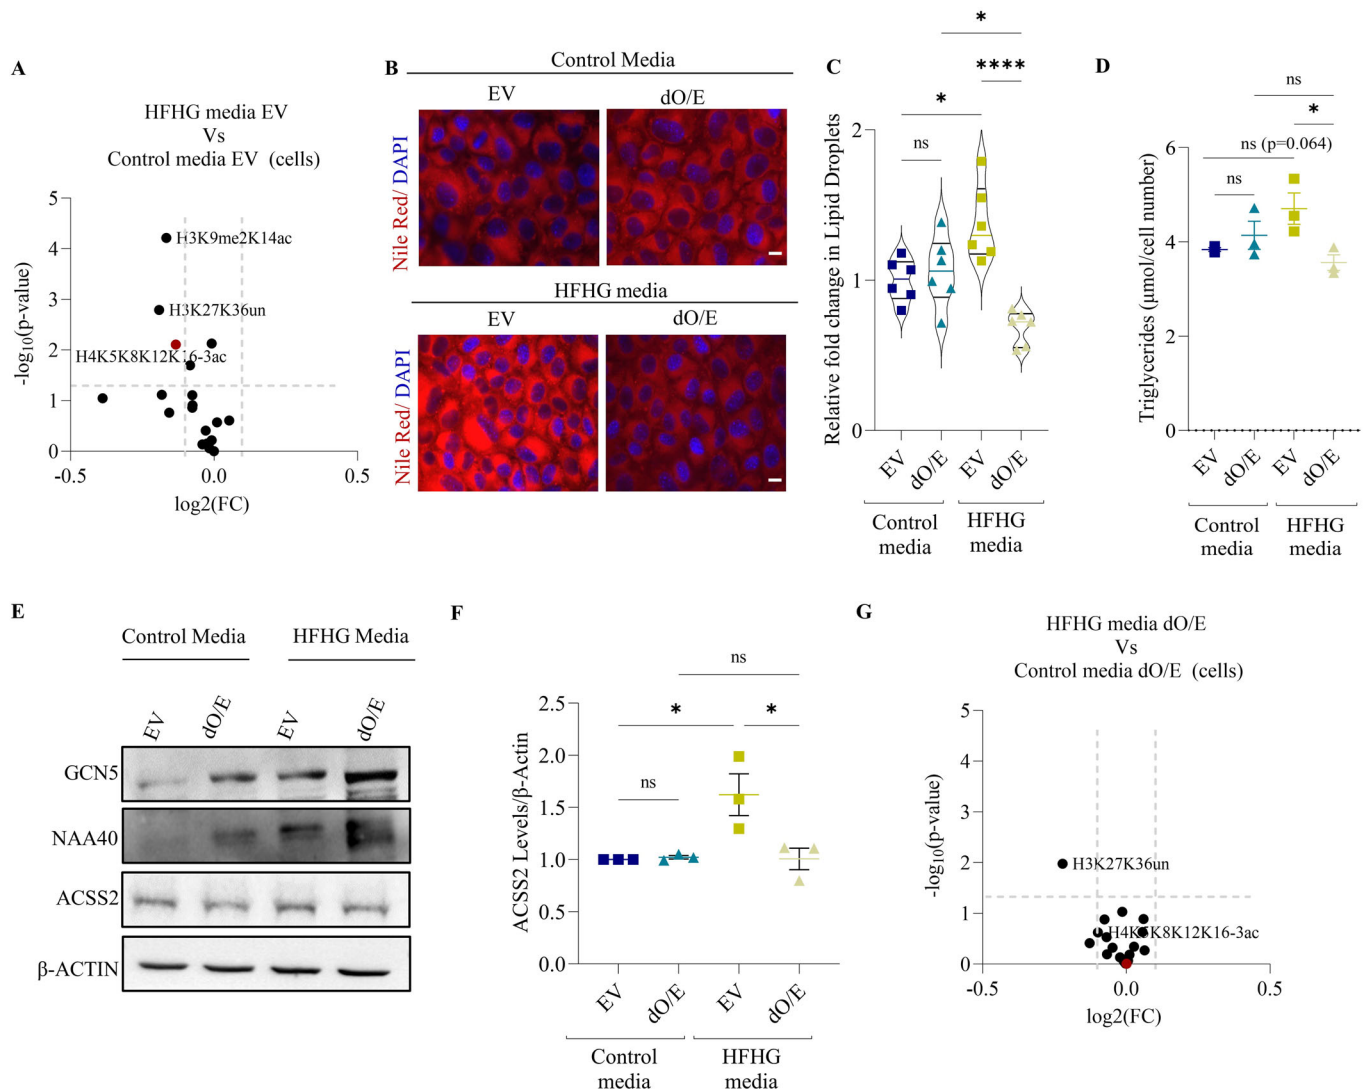 A
HFHG media EV
Vs
Control media EV (cells)
5
4
3
2
1
0
-log10(p-value)
H3K9me2K14ac
H3K27K36un
H4K5K8K12K16-3ac
-0.5
0.0
0.5
log2(FC)
B
Control Media
EV
dO/E
Nile Red/ DAPI
HFHG media
EV
dO/E
Nile Red/ DAPI
C
*
****
*
ns
2
1
0
Relative fold change in Lipid Droplets
EV
dO/E
EV
dO/E
Control
media
HFHG
media
D
ns
*
ns (p=0.064)
ns
6
4
2
0
Triglycerides (μmol/cell number)
EV
dO/E
EV
dO/E
Control
media
HFHG
media
E
Control Media
HFHG Media
EV
dO/E
EV
dO/E
GCN5
NAA40
ACSS2
β-ACTIN
F
ns
*
*
ns
2.5
2.0
1.5
1.0
0.5
0.0
ACSS2 Levels/β-Actin
EV
dO/E
EV
dO/E
Control
media
HFHG
media
G
HFHG media dO/E
Vs
Control media dO/E (cells)
5
4
3
2
1
0
-log10(p-value)
H3K27K36un
H4K5K8K12K16-3ac
-0.5
0.0
0.5
log2(FC)